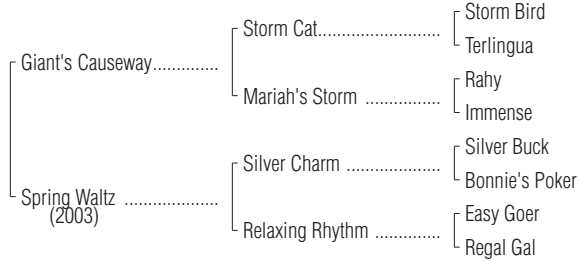 Storm Bird
Storm Cat..............................
Terlingua
Giant's Causeway..............
Rahy
Mariah's Storm .................
Immense
Silver Buck
Silver Charm .....................
Bonnie's Poker
Spring Waltz .....................
(2003)
Easy Goer
Relaxing Rhythm ...............
Regal Gal